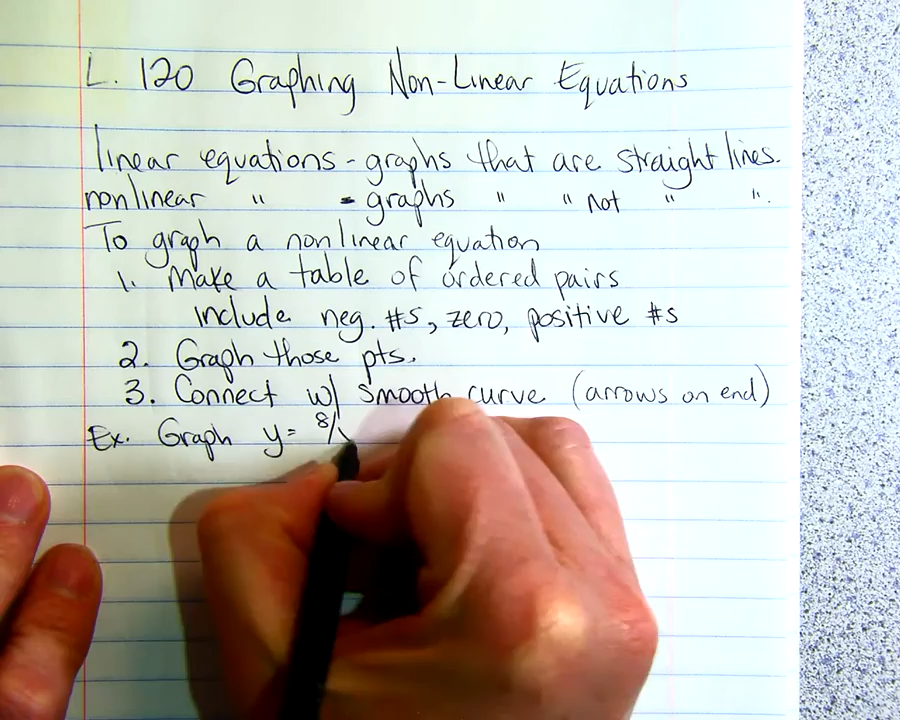 L. 120 Graphing Non-Linear Equations
linear equations - graphs that are straight lines.
nonlinear " - graphs " " not " ".
To graph a nonlinear equation
1. Make a table of ordered pairs
include neg. #s, zero, positive #s
2. Graph those pts.
3. Connect w/ smooth curve (arrows on end)
Ex. Graph y= 8/